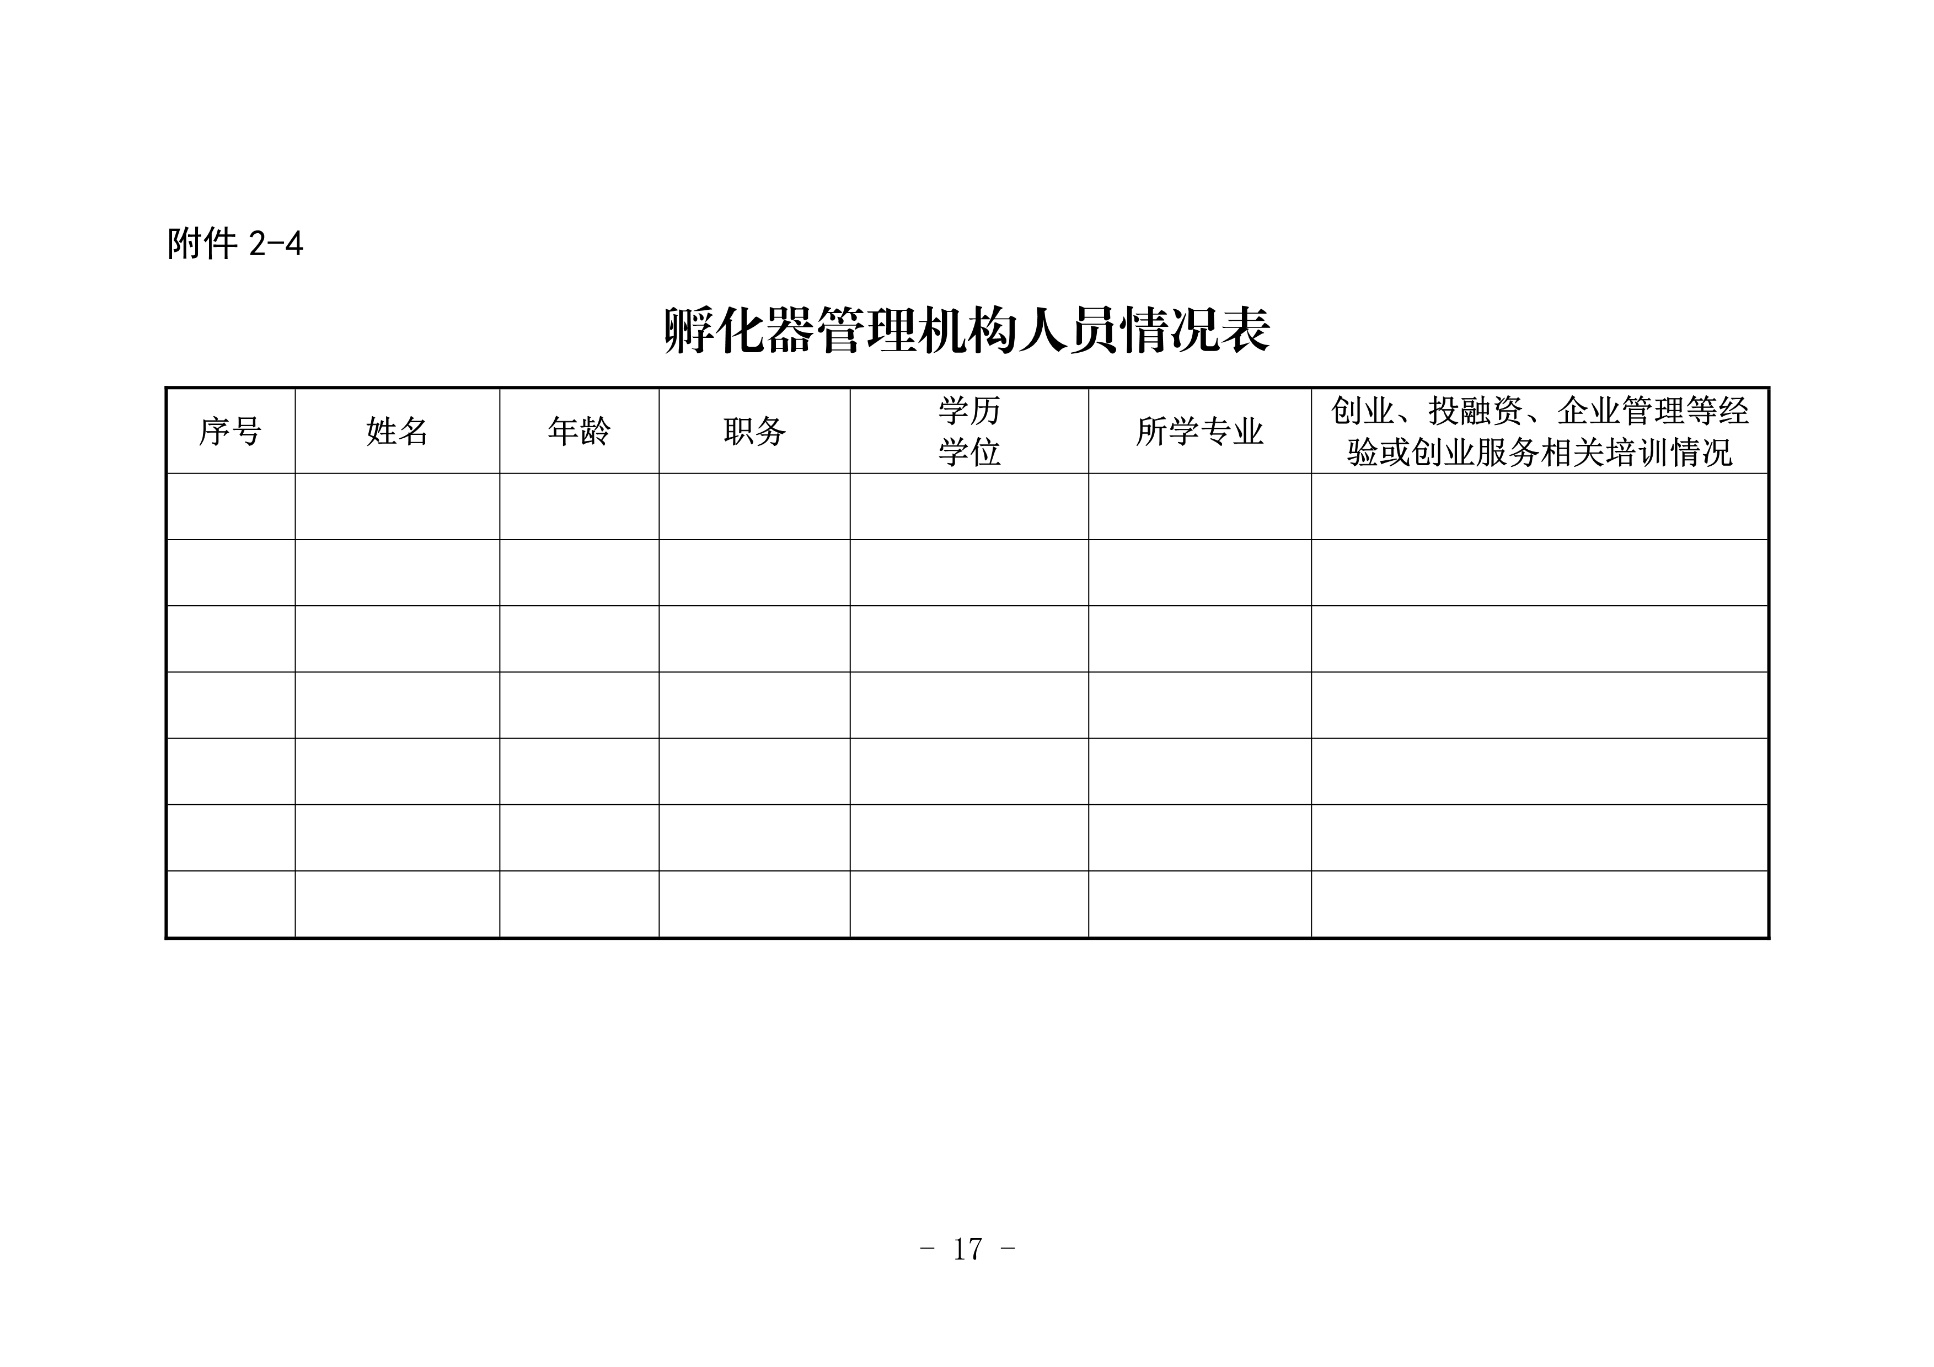 附件 2-4
孵化器管理机构人员情况表
序号
姓名
年龄
职务
学历
学位
所学专业
创业、投融资、企业管理等经
验或创业服务相关培训情况
- 17 -